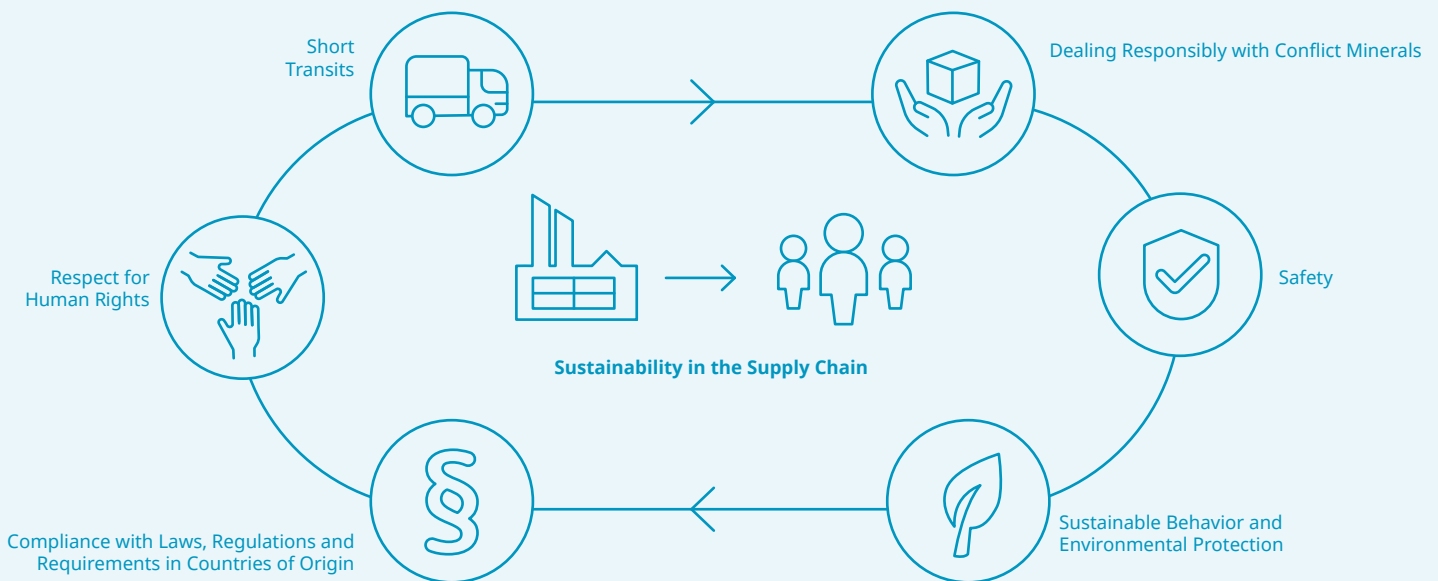 Short
Transits
Dealing Responsibly with Conflict Minerals
Respect for
Human Rights
Safety
Sustainability in the Supply Chain
Compliance with Laws, Regulations and
Requirements in Countries of Origin
Sustainable Behavior and
Environmental Protection